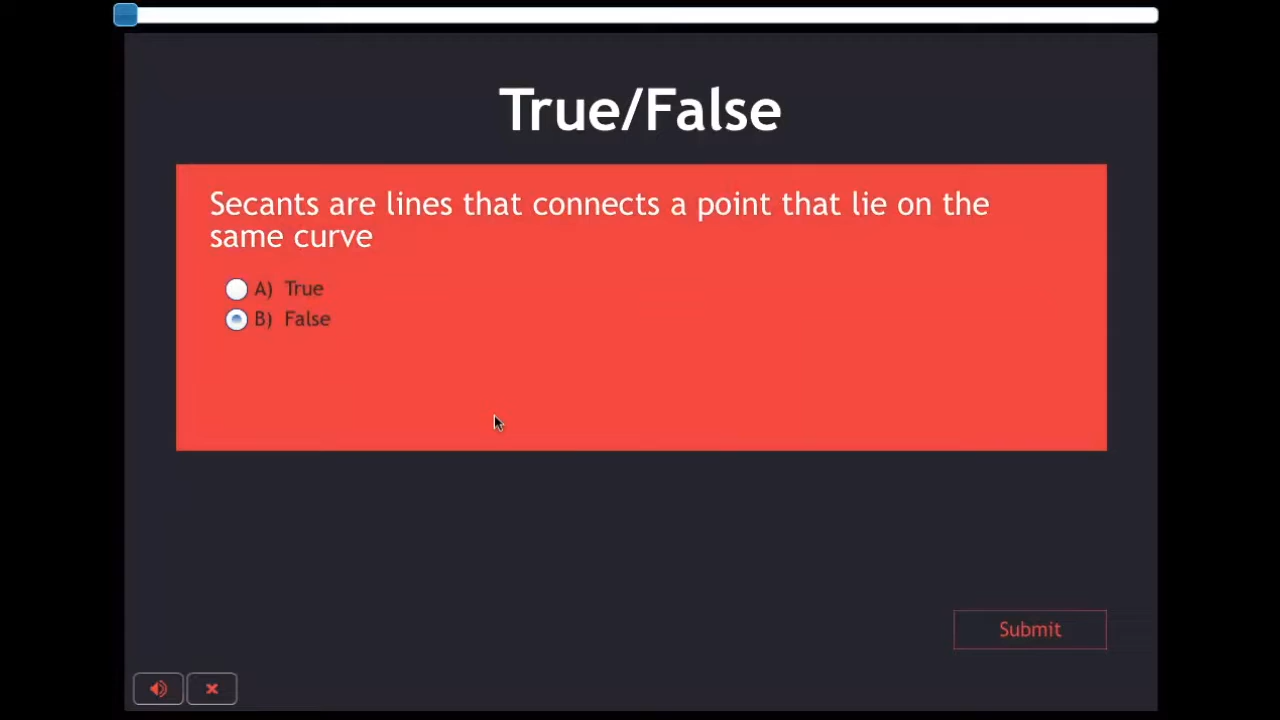 True/False
Secants are lines that connects a point that lie on the
same curve
A) True
B) False
Submit